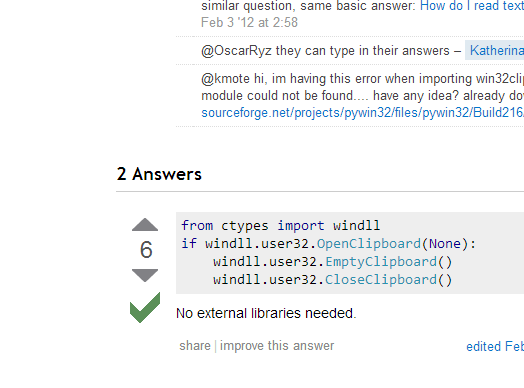 similar question, same basic answer: How do I read text
Feb 3 '12 at 2:58
@OscarRyz they can type in their answers – Katherina
@kmote hi, im having this error when importing win32clip
module could not be found.... have any idea? already do
sourceforge.net/projects/pywin32/files/pywin32/Build216
2 Answers
from ctypes import windll
if windll.user32.OpenClipboard(None):
    windll.user32.EmptyClipboard()
    windll.user32.CloseClipboard()
6
No external libraries needed.
share | improve this answer
edited Feb